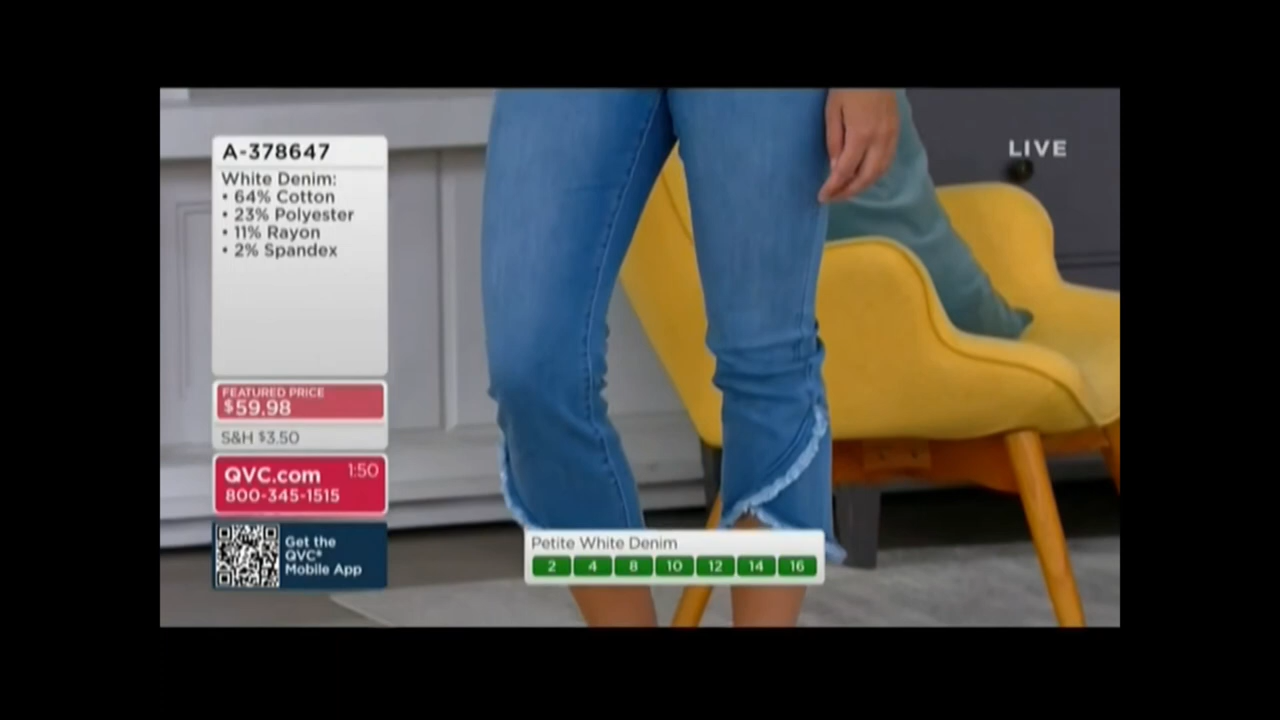 A-378647
White Denim:
• 64% Cotton
• 23% Polyester
• 11% Rayon
• 2% Spandex
FEATURED PRICE
$59.98
S&H $3.50
QVC.com 1:50
800-345-1515
Get the
QVC®
Mobile App
LIVE
Petite White Denim
2 4 8 10 12 14 16